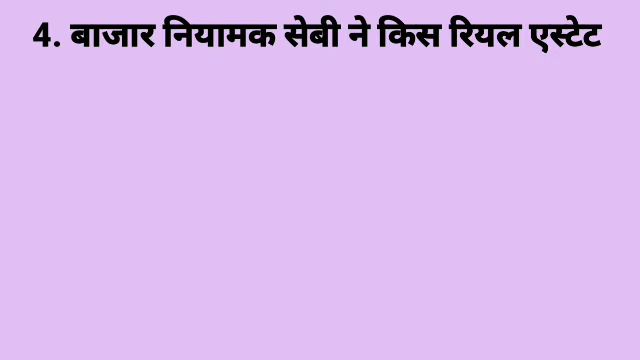 4. बाजार नियामक सेबी ने किस रियल एस्टेट